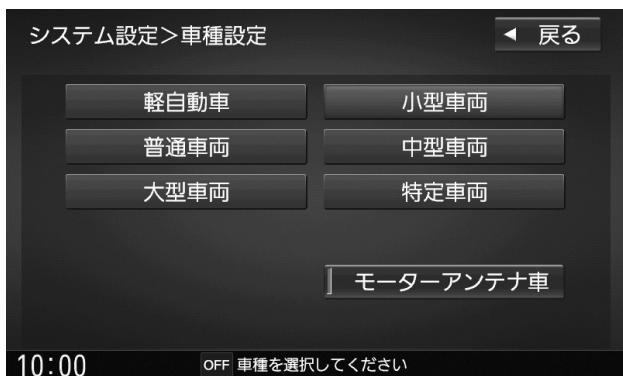 システム設定＞車種設定
◀ 戻る
軽自動車 小型車両
普通車両 中型車両
大型車両 特定車両
モーターアンテナ車
10:00 OFF 車種を選択してください